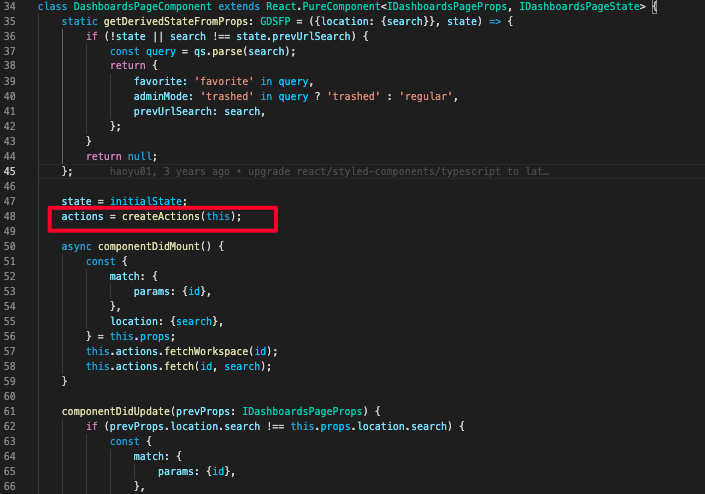 34 class DashboardsPageComponent extends React.PureComponent<IDashboardsPageProps, IDashboardsPageState> {
35     static getDerivedStateFromProps: GDSFP = ({location: {search}}, state) => {
36         if (!state || search !== state.prevUrlSearch) {
37             const query = qs.parse(search);
38             return {
39                 favorite: 'favorite' in query,
40                 adminMode: 'trashed' in query ? 'trashed' : 'regular',
41                 prevUrlSearch: search,
42             };
43         }
44         return null;
45     };      haoyu01, 3 years ago • upgrade react/styled-components/typescript to lat…
46
47     state = initialState;
48     actions = createActions(this);
49
50     async componentDidMount() {
51         const {
52             match: {
53                 params: {id},
54             },
55             location: {search},
56         } = this.props;
57         this.actions.fetchWorkspace(id);
58         this.actions.fetch(id, search);
59     }
60
61     componentDidUpdate(prevProps: IDashboardsPageProps) {
62         if (prevProps.location.search !== this.props.location.search) {
63             const {
64                 match: {
65                     params: {id},
66                 },